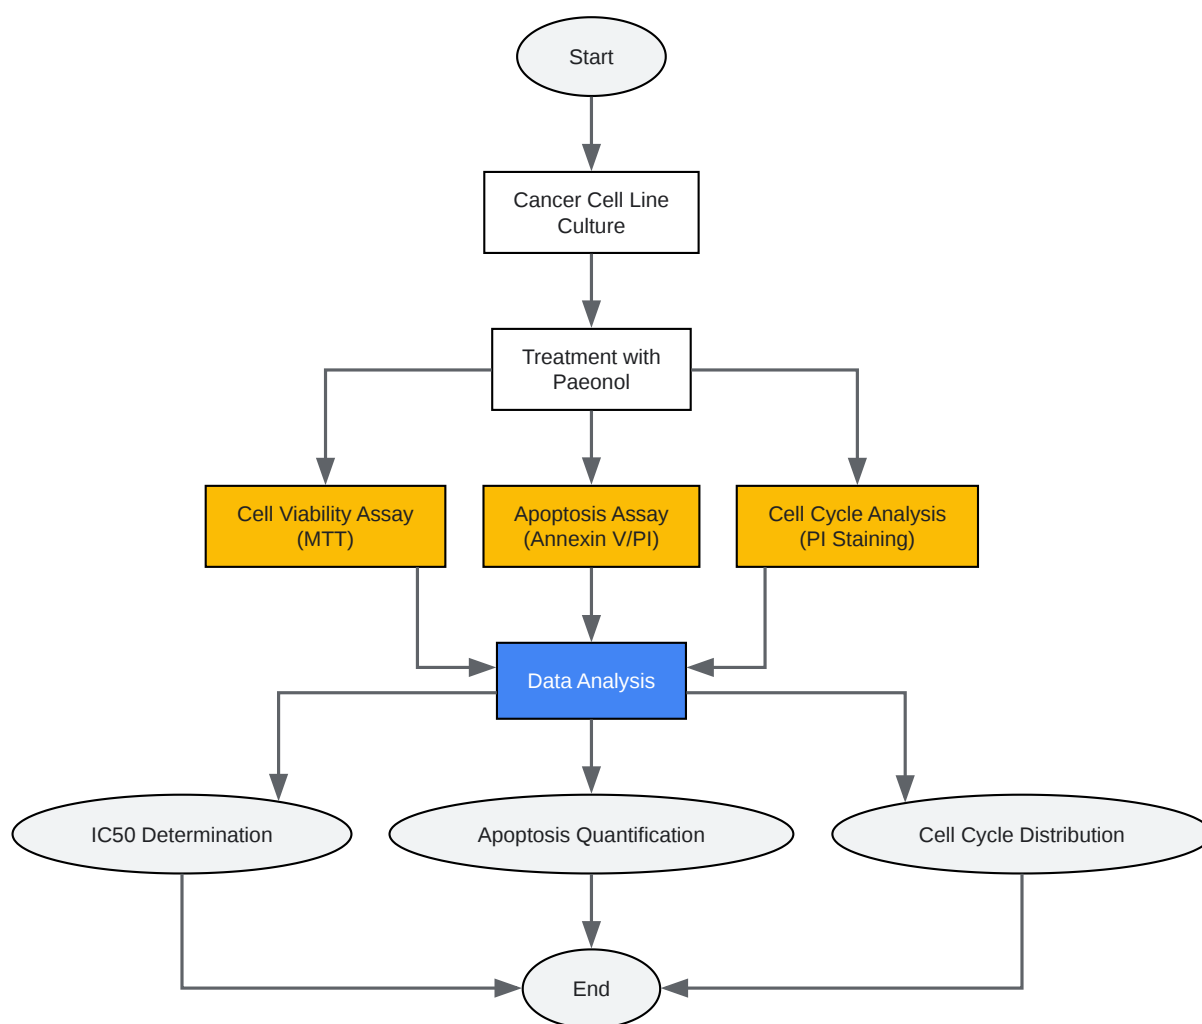 Start
Cancer Cell Line
Culture
Treatment with
Paeonol
Cell Viability Assay
(MTT)
Apoptosis Assay
(Annexin V/PI)
Cell Cycle Analysis
(PI Staining)
Data Analysis
IC50 Determination
Apoptosis Quantification
Cell Cycle Distribution
End